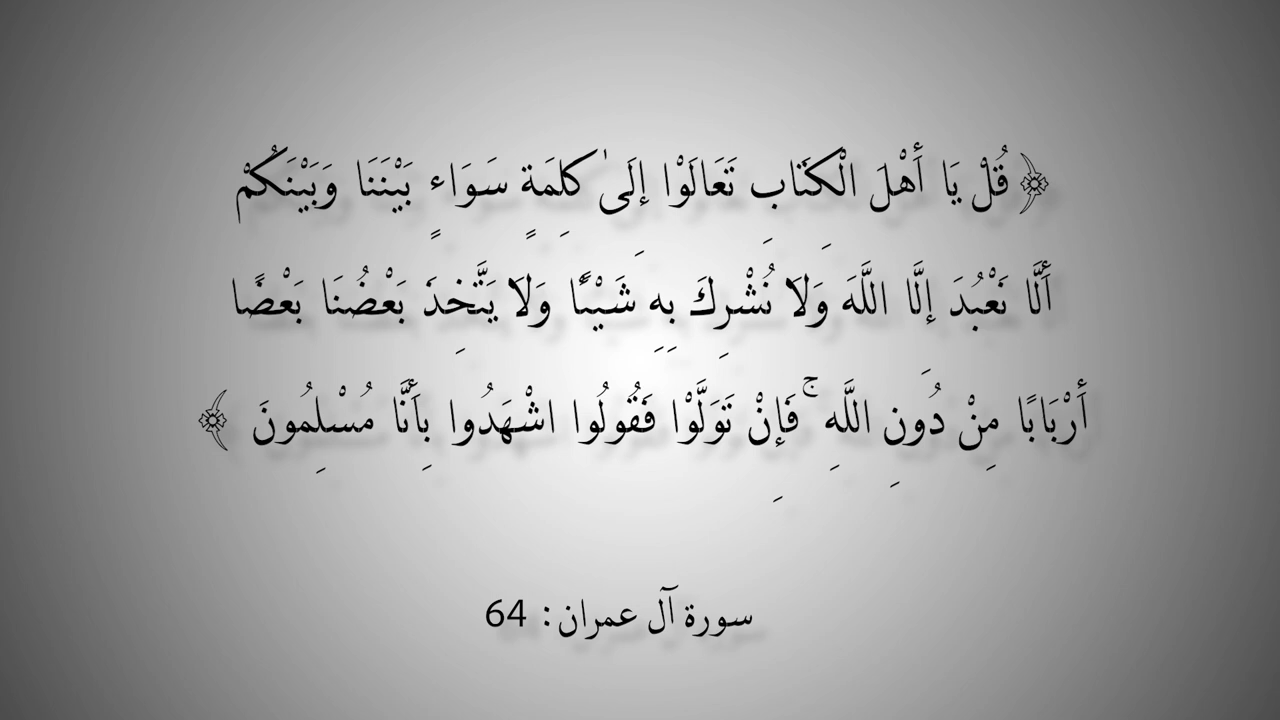 ﴿قُلْ يَا أَهْلَ الْكِتَابِ تَعَالَوْا إِلَىٰ كَلِمَةٍ سَوَاءٍ بَيْنَنَا وَبَيْنَكُمْ
أَلَّا نَعْبُدَ إِلَّا اللَّهَ وَلَا نُشْرِكَ بِهِ شَيْئًا وَلَا يَتَّخِذَ بَعْضُنَا بَعْضًا
أَرْبَابًا مِنْ دُونِ اللَّهِ ۚ فَإِنْ تَوَلَّوْا فَقُولُوا اشْهَدُوا بِأَنَّا مُسْلِمُونَ ﴾
سورة آل عمران: 64